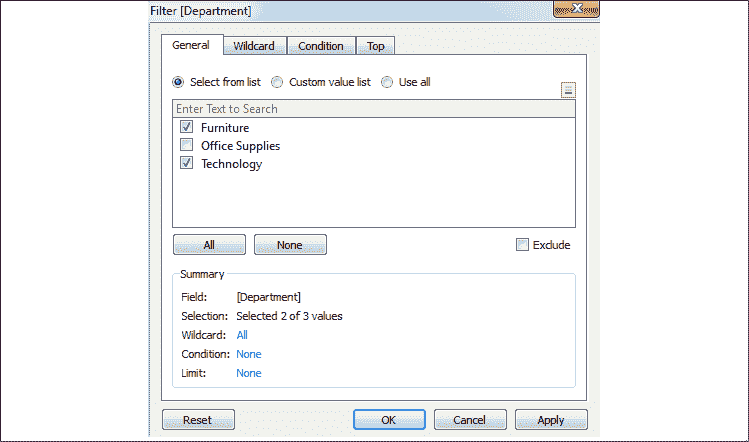 Filter [Department]
General Wildcard Condition Top
Select from list Custom value list Use all
Enter Text to Search
Furniture
Office Supplies
Technology
All None Exclude
Summary
Field: [Department]
Selection: Selected 2 of 3 values
Wildcard: All
Condition: None
Limit: None
Reset OK Cancel Apply